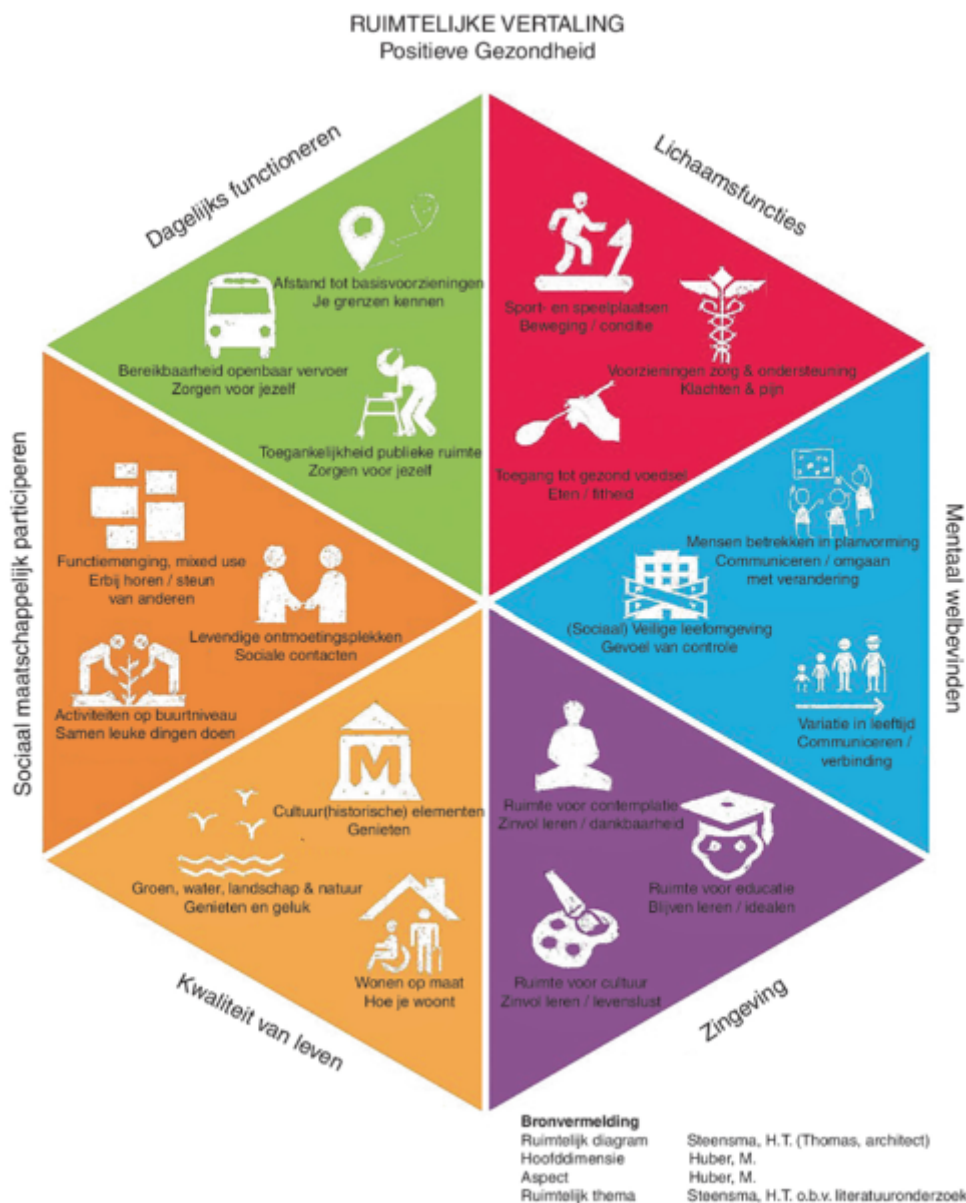 RUIMTELIJKE VERTALING
Positieve Gezondheid
Dagelijks functioneren
Afstand tot basisvoorzieningen
Je grenzen kennen
Bereikbaarheid openbaar vervoer
Zorgen voor jezelf
Toegankelijkheid publieke ruimte
Zorgen voor jezelf
Lichaamsfuncties
Sport- en speelplaatsen
Beweging / conditie
Voorzieningen zorg & ondersteuning
Klachten & pijn
Toegang tot gezond voedsel
Eten / fitheid
Mentaal welbevinden
Mensen betrekken in planvorming
Communiceren / omgaan
met verandering
(Sociaal) Veilige leefomgeving
Gevoel van controle
Variatie in leeftijd
Communiceren /
verbinding
Sociaal maatschappelijk participeren
Functiemenging, mixed use
Erbij horen / steun
van anderen
Levendige ontmoetingsplekken
Sociale contacten
Activiteiten op buurtniveau
Samen leuke dingen doen
Kwaliteit van leven
M
Cultuur(historische) elementen
Genieten
Groen, water, landschap & natuur
Genieten en geluk
Wonen op maat
Hoe je woont
Zingeving
Ruimte voor contemplatie
Zinvol leren / dankbaarheid
Ruimte voor educatie
Blijven leren / idealen
Ruimte voor cultuur
Zinvol leren / levenslust
Bronvermelding
Ruimtelijk diagram Steensma, H.T. (Thomas, architect)
Hoofddimensie Huber, M.
Aspect Huber, M.
Ruimtelijk thema Steensma, H.T. o.b.v. literatuuronderzoek